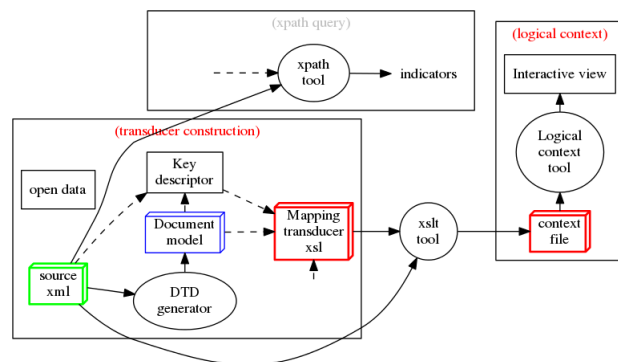 (xpath query)
xpath
tool
indicators
(logical context)
Interactive view
Logical
context
tool
context
file
(transducer construction)
open data
Key
descriptor
Document
model
Mapping
transducer
xsl
xslt
tool
source
xml
DTD
generator